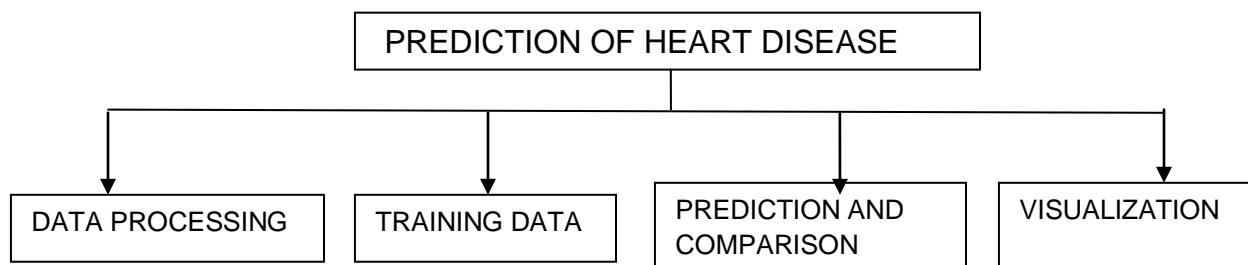 PREDICTION OF HEART DISEASE
DATA PROCESSING
TRAINING DATA
PREDICTION AND
COMPARISON
VISUALIZATION